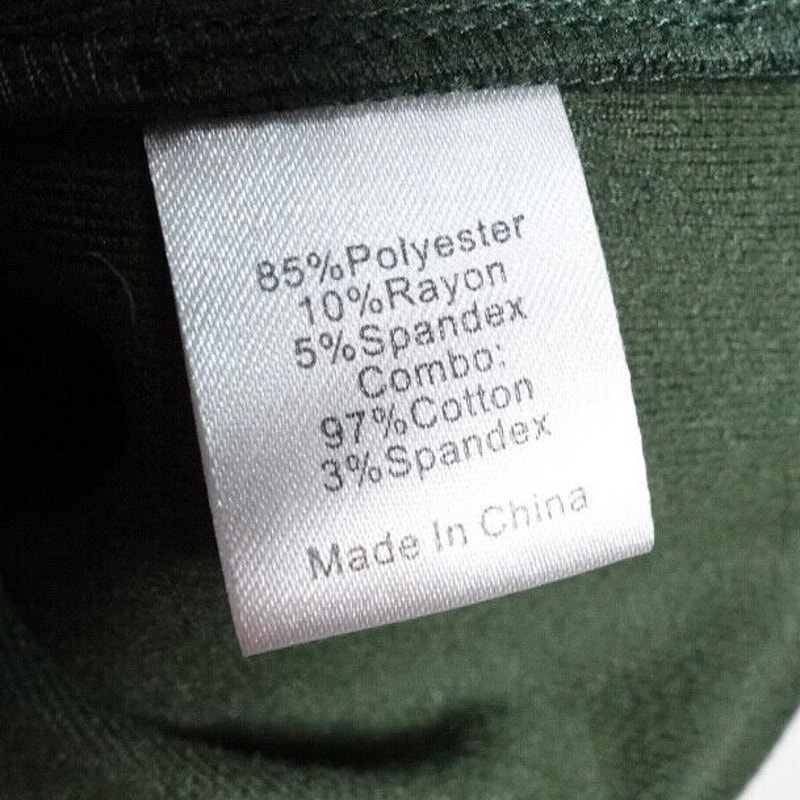 85%Polyester
10%Rayon
5%Spandex
Combo:
97%Cotton
3%Spandex
Made In China